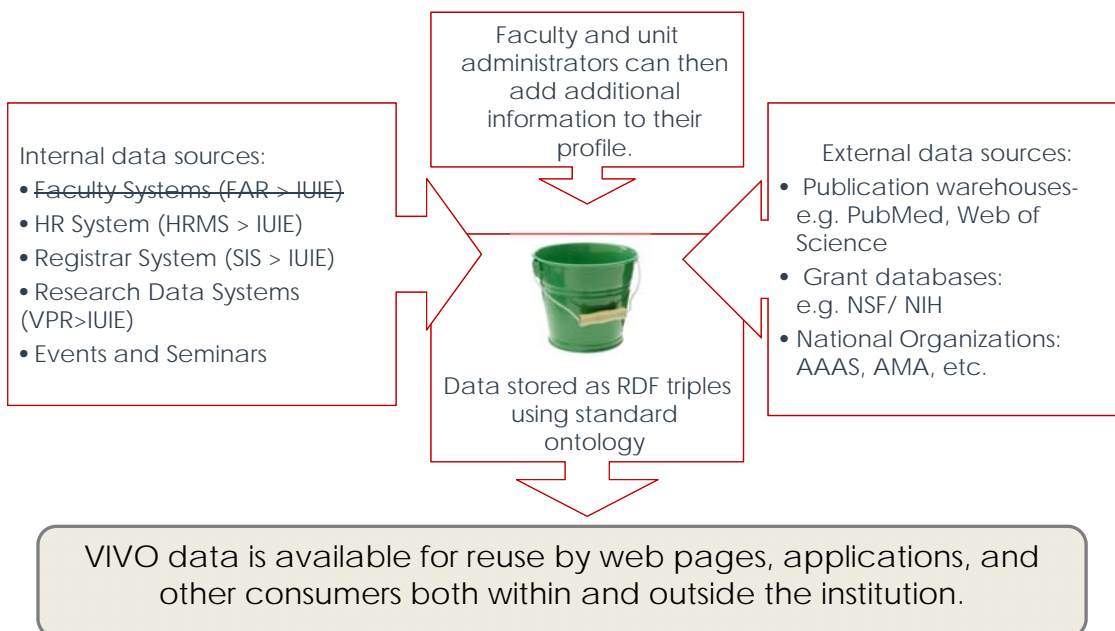 Faculty and unit
administrators can then
add additional
information to their
profile.
Internal data sources:
• Faculty Systems (FAR > IUIE)
• HR System (HRMS > IUIE)
• Registrar System (SIS > IUIE)
• Research Data Systems
(VPR>IUIE)
• Events and Seminars
External data sources:
• Publication warehouses-
e.g. PubMed, Web of
Science
• Grant databases:
e.g. NSF/ NIH
• National Organizations:
AAAS, AMA, etc.
Data stored as RDF triples
using standard
ontology
VIVO data is available for reuse by web pages, applications, and
other consumers both within and outside the institution.